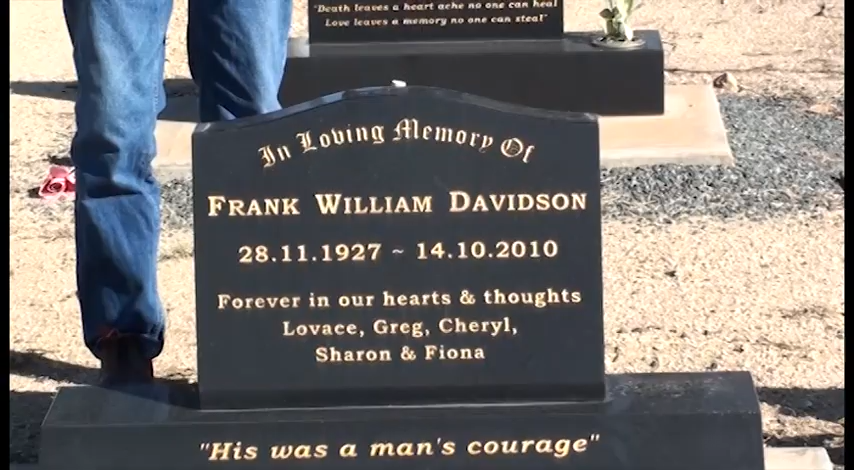 "Death leaves a heart ache no one can heal
Love leaves a memory no one can steal"
In Loving Memory Of
FRANK WILLIAM DAVIDSON
28.11.1927 ~ 14.10.2010
Forever in our hearts & thoughts
Lovace, Greg, Cheryl,
Sharon & Fiona
"His was a man's courage"